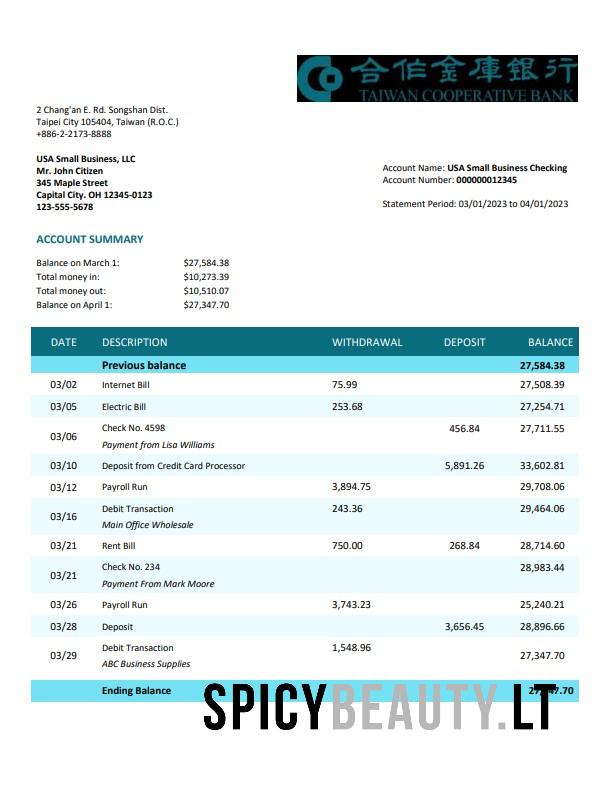 合作金庫銀行
TAIWAN COOPERATIVE BANK
2 Chang'an E. Rd. Songshan Dist.
Taipei City 105404, Taiwan (R.O.C.)
+886-2-2173-8888
USA Small Business, LLC
Mr. John Citizen
345 Maple Street
Capital City. OH 12345-0123
123-555-5678
Account Name: USA Small Business Checking
Account Number: 000000012345
Statement Period: 03/01/2023 to 04/01/2023
ACCOUNT SUMMARY
Balance on March 1: $27,584.38
Total money in: $10,273.39
Total money out: $10,510.07
Balance on April 1: $27,347.70
DATE DESCRIPTION WITHDRAWAL DEPOSIT BALANCE
Previous balance 27,584.38
03/02 Internet Bill 75.99 27,508.39
03/05 Electric Bill 253.68 27,254.71
03/06 Check No. 4598 456.84 27,711.55
Payment from Lisa Williams
03/10 Deposit from Credit Card Processor 5,891.26 33,602.81
03/12 Payroll Run 3,894.75 29,708.06
03/16 Debit Transaction 243.36 29,464.06
Main Office Wholesale
03/21 Rent Bill 750.00 268.84 28,714.60
03/21 Check No. 234 28,983.44
Payment From Mark Moore
03/26 Payroll Run 3,743.23 25,240.21
03/28 Deposit 3,656.45 28,896.66
03/29 Debit Transaction 1,548.96 27,347.70
ABC Business Supplies
Ending Balance
SPICYBEAUTY.LT